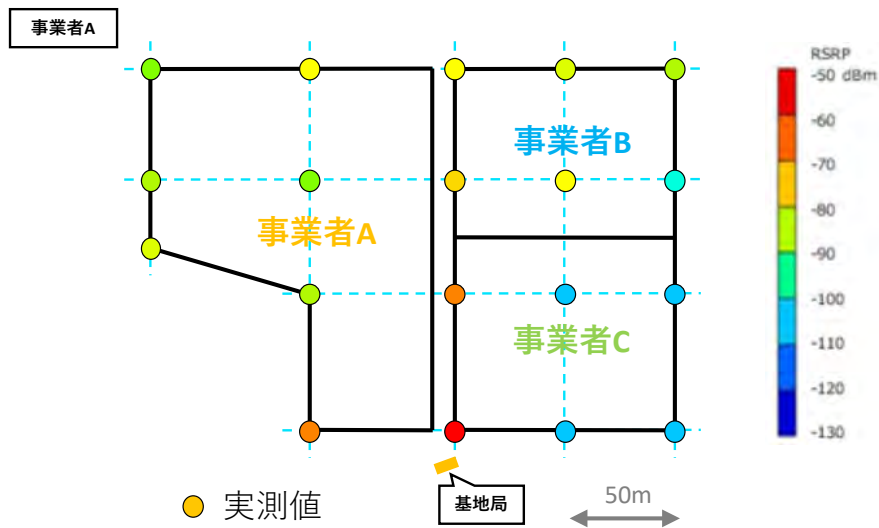 事業者A
RSRP
-50 dBm
-60
-70
-80
-90
-100
-110
-120
-130
事業者B
事業者A
事業者C
実測値
基地局
50m